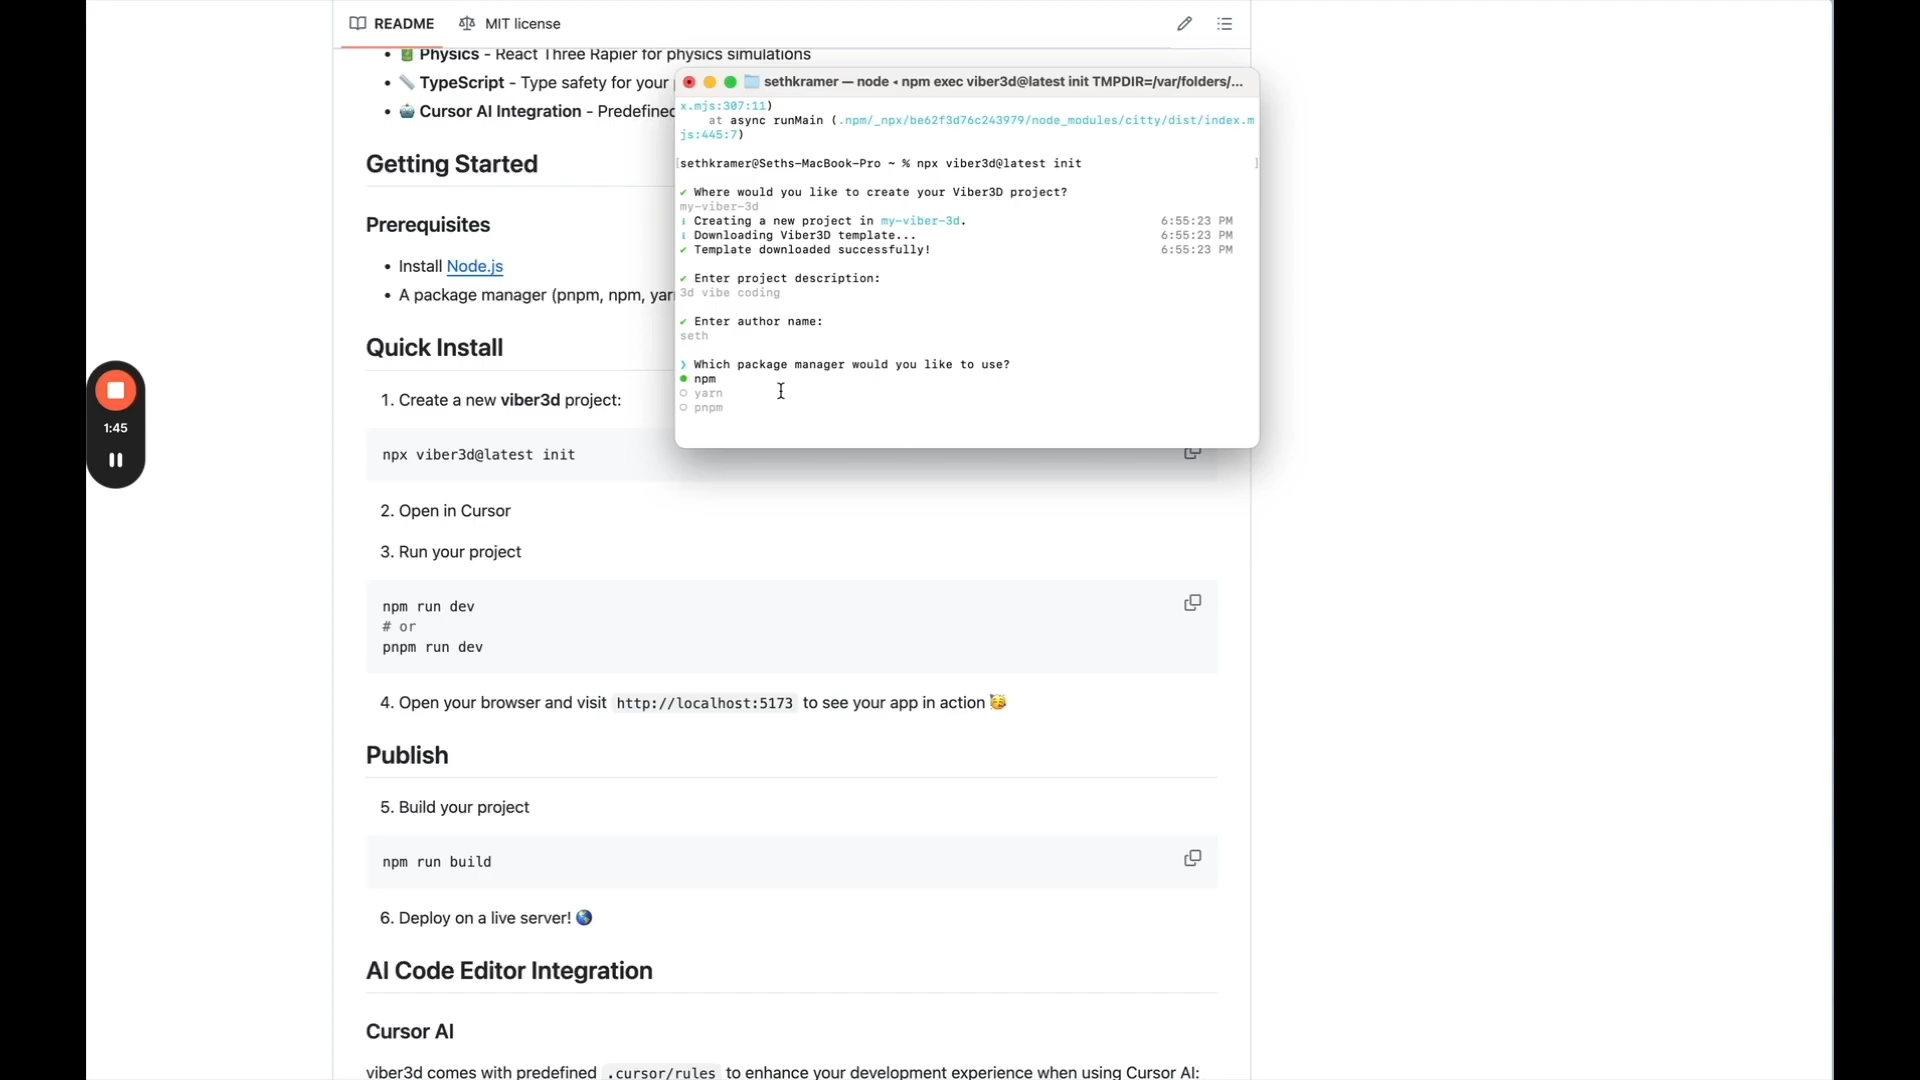 README
MIT license
Physics - React Three Rapier for physics simulations
TypeScript - Type safety for your
Cursor AI Integration - Predefined
Getting Started
Prerequisites
Install Node.js
A package manager (pnpm, npm, yarn
Quick Install
1. Create a new viber3d project:
npx viber3d@latest init
2. Open in Cursor
3. Run your project
npm run dev
# or
pnpm run dev
4. Open your browser and visit http://localhost:5173 to see your app in action
Publish
5. Build your project
npm run build
6. Deploy on a live server!
AI Code Editor Integration
Cursor AI
viber3d comes with predefined .cursor/rules to enhance your development experience when using Cursor AI:
sethkramer — node ◂ npm exec viber3d@latest init TMPDIR=/var/folders/...
x.mjs:307:11)
at async runMain (.npm/_npx/be62f3d76c243979/node_modules/citty/dist/index.m
js:445:7)
[sethkramer@Seths-MacBook-Pro ~ % npx viber3d@latest init ]
✔ Where would you like to create your Viber3D project?
my-viber-3d
ℹ Creating a new project in my-viber-3d. 6:55:23 PM
ℹ Downloading Viber3D template... 6:55:23 PM
✔ Template downloaded successfully! 6:55:23 PM
✔ Enter project description:
3d vibe coding
✔ Enter author name:
seth
❯ Which package manager would you like to use?
● npm
○ yarn
○ pnpm
1:45